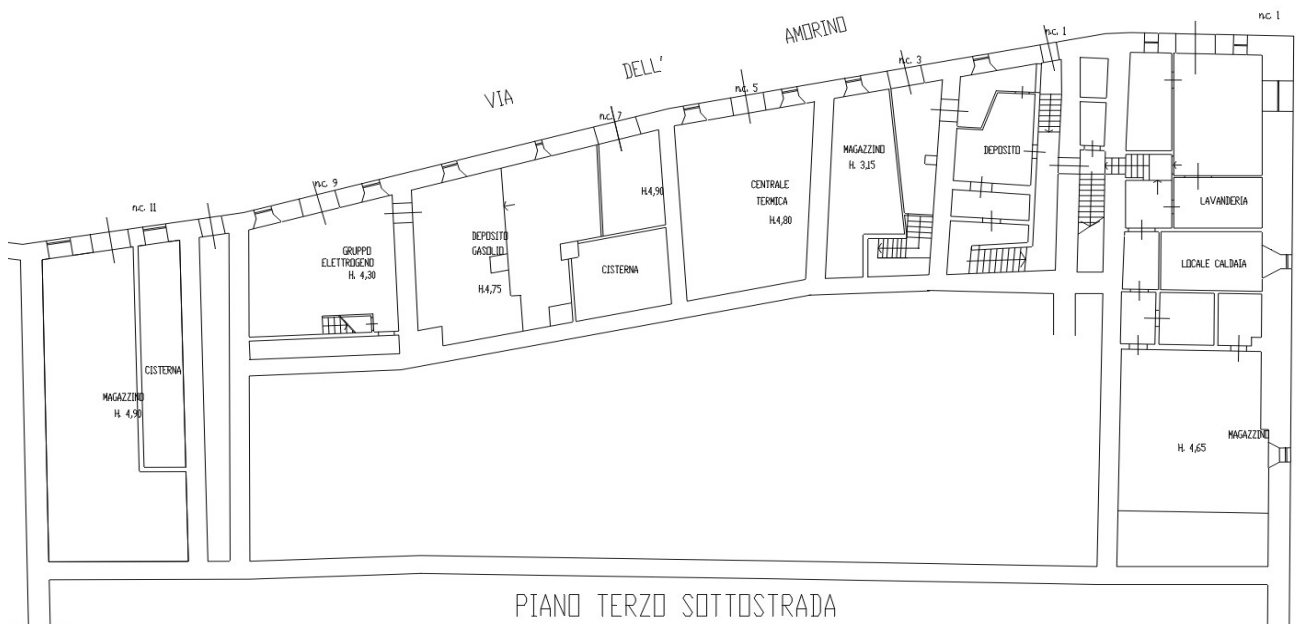 n.c. 1
AMORINO
n.c. 1
DELL'
n.c. 3
VIA
n.c. 5
n.c. 7
MAGAZZINO
H. 3,15
DEPOSITO
n.c. 9
CENTRALE
TERMICA
H.4,80
H.4,90
LAVANDERIA
n.c. 11
DEPOSITO
GASOLIO
H.4,75
GRUPPO
ELETTROGENO
H. 4,30
CISTERNA
LOCALE CALDAIA
CISTERNA
MAGAZZINO
H. 4,90
MAGAZZINO
H. 4,65
PIANO TERZO SOTTOSTRADA